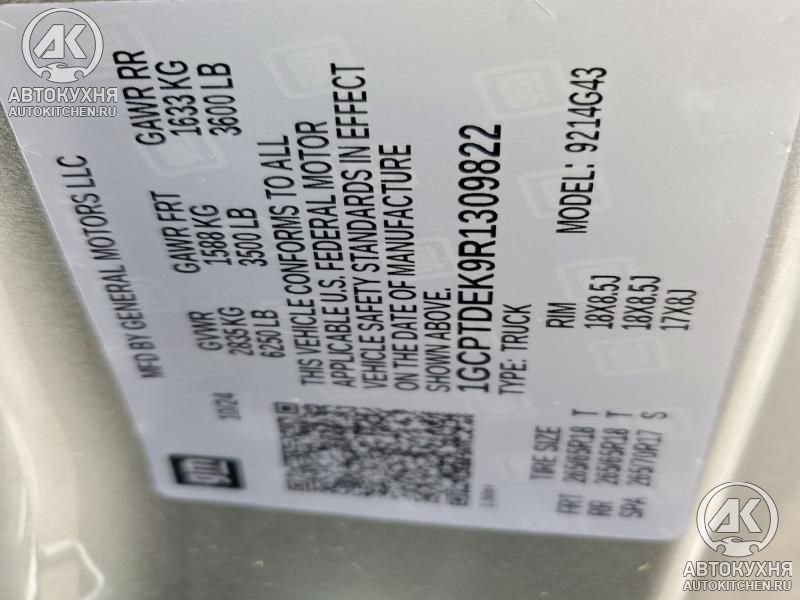 АВТОКУХНЯ
AUTOKITCHEN.RU
MFD BY GENERAL MOTORS LLC
10/24
GVWR GAWR FRT GAWR RR
2835 KG 1588 KG 1633 KG
6250 LB 3500 LB 3600 LB
THIS VEHICLE CONFORMS TO ALL
APPLICABLE U.S. FEDERAL MOTOR
VEHICLE SAFETY STANDARDS IN EFFECT
ON THE DATE OF MANUFACTURE
SHOWN ABOVE.
1GCPTDEK9R1309822
TYPE: TRUCK MODEL: 9214G43
TIRE SIZE RIM
FRT 265/65R18 T 18X8.5J
RR 265/65R18 T 18X8.5J
SPA 265/70R17 S 17X8J
gm
АВТОКУХНЯ
AUTOKITCHEN.RU